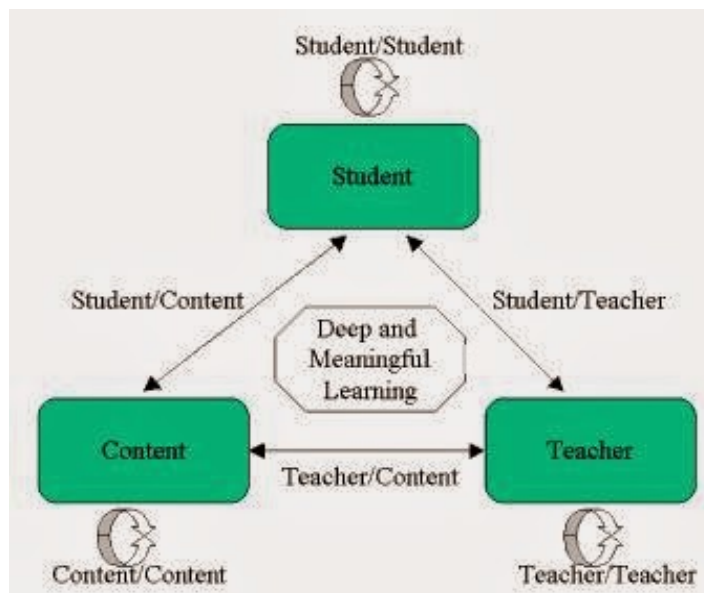 Student/Student
Student
Student/Content
Student/Teacher
Deep and
Meaningful
Learning
Content
Teacher
Teacher/Content
Content/Content
Teacher/Teacher